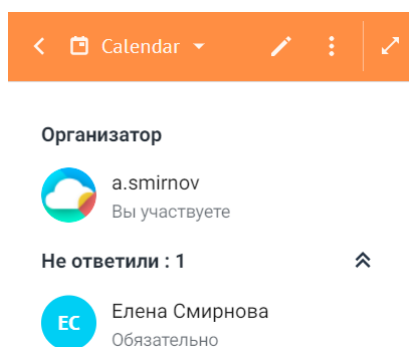 Calendar
Организатор
a.smirnov
Вы участвуете
Не ответили : 1
ЕС
Елена Смирнова
Обязательно